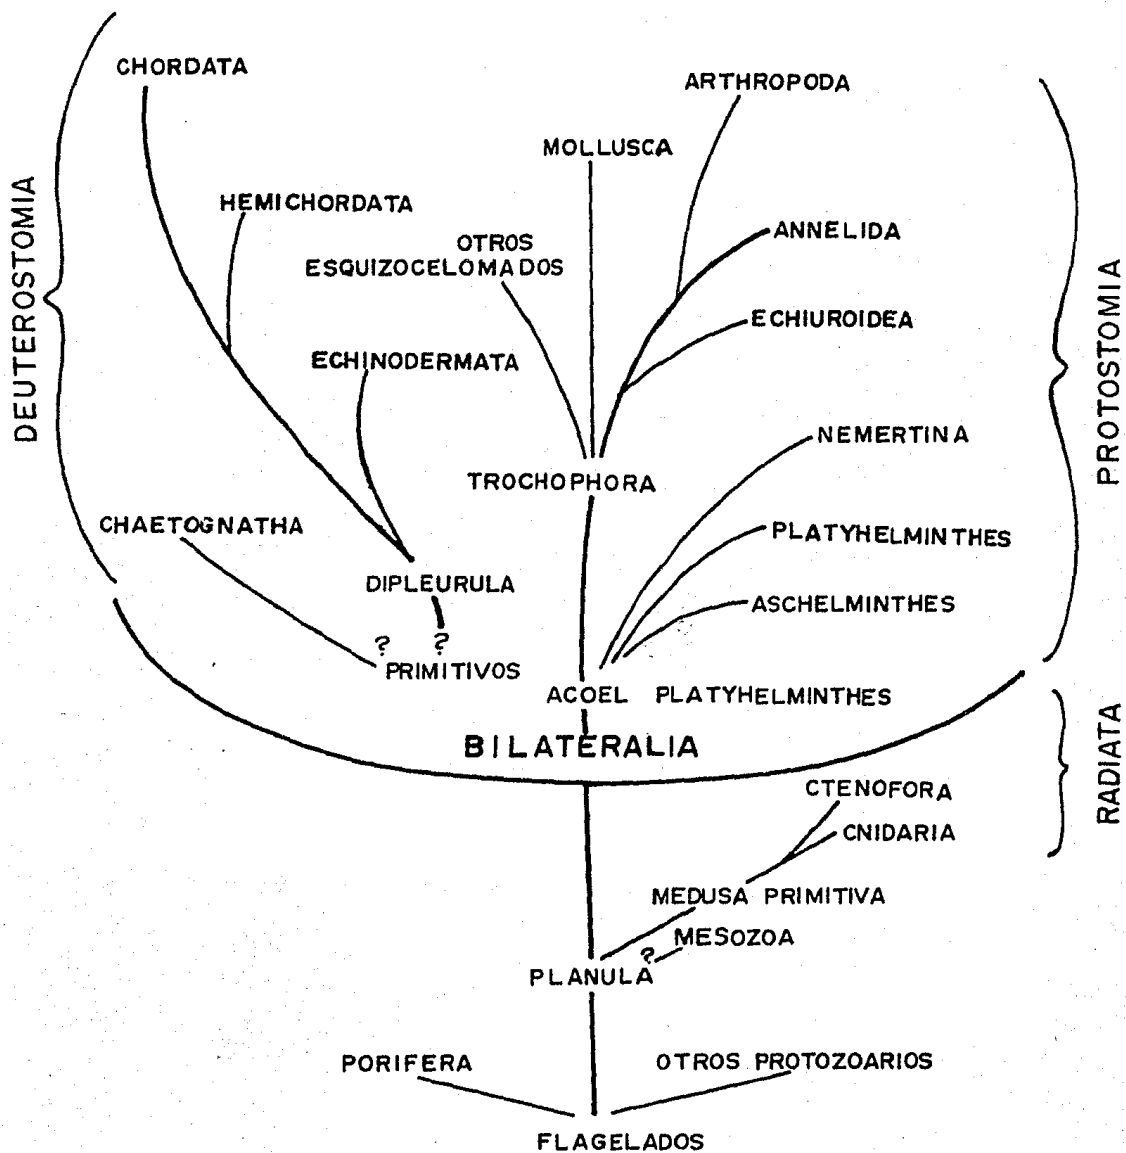 CHORDATA
ARTHROPODA
MOLLUSCA
HEMICHORDATA
ANNELIDA
OTROS
ESQUIZOCELOMADOS
ECHIUROIDEA
ECHINODERMATA
DEUTEROSTOMIA
PROTOSTOMIA
NEMERTINA
TROCHOPHORA
CHAETOGNATHA
PLATYHELMINTHES
DIPLEURULA
ASCHELMINTHES
? ?
PRIMITIVOS
ACOEL PLATYHELMINTHES
BILATERALIA
RADIATA
CTENOFORA
CNIDARIA
MEDUSA PRIMITIVA
MESOZOA
?
PLANULA
PORIFERA
OTROS PROTOZOARIOS
FLAGELADOS